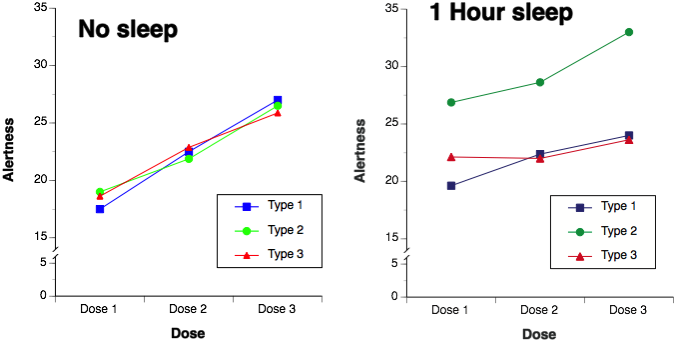 No sleep
35
30
25
20
15
5
0
Alertness
Type 1
Type 2
Type 3
Dose 1 Dose 2 Dose 3
Dose
1 Hour sleep
35
30
25
20
15
5
0
Alertness
Type 1
Type 2
Type 3
Dose 1 Dose 2 Dose 3
Dose